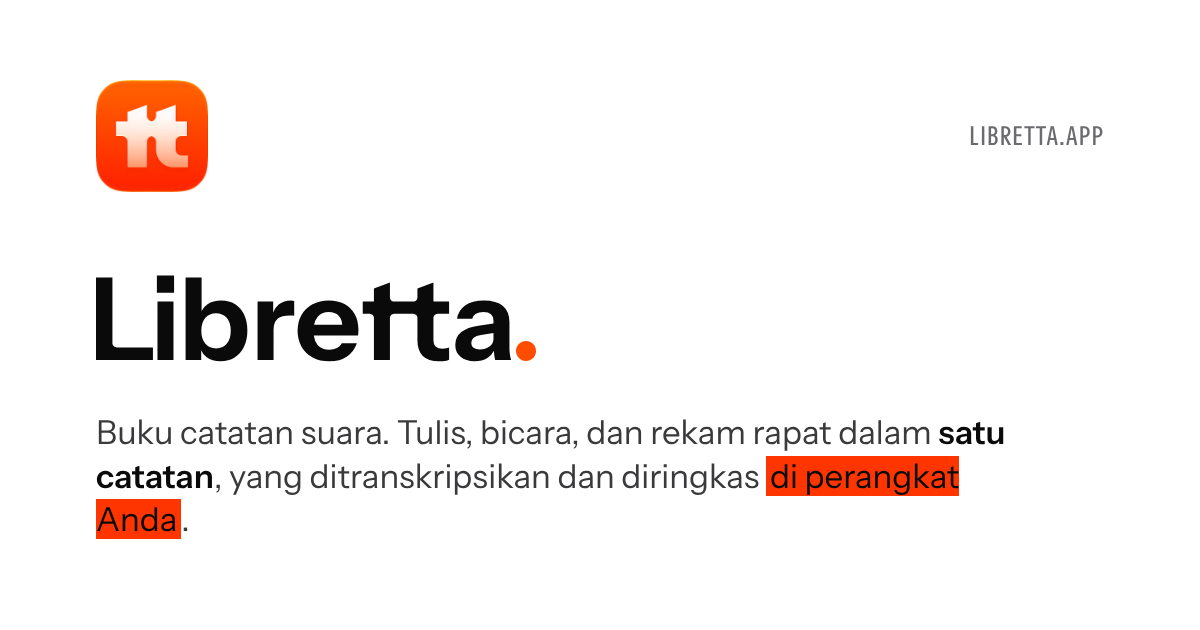 tt
LIBRETTA.APP
Libretta.
Buku catatan suara. Tulis, bicara, dan rekam rapat dalam satu
catatan, yang ditranskripsikan dan diringkas di perangkat
Anda.